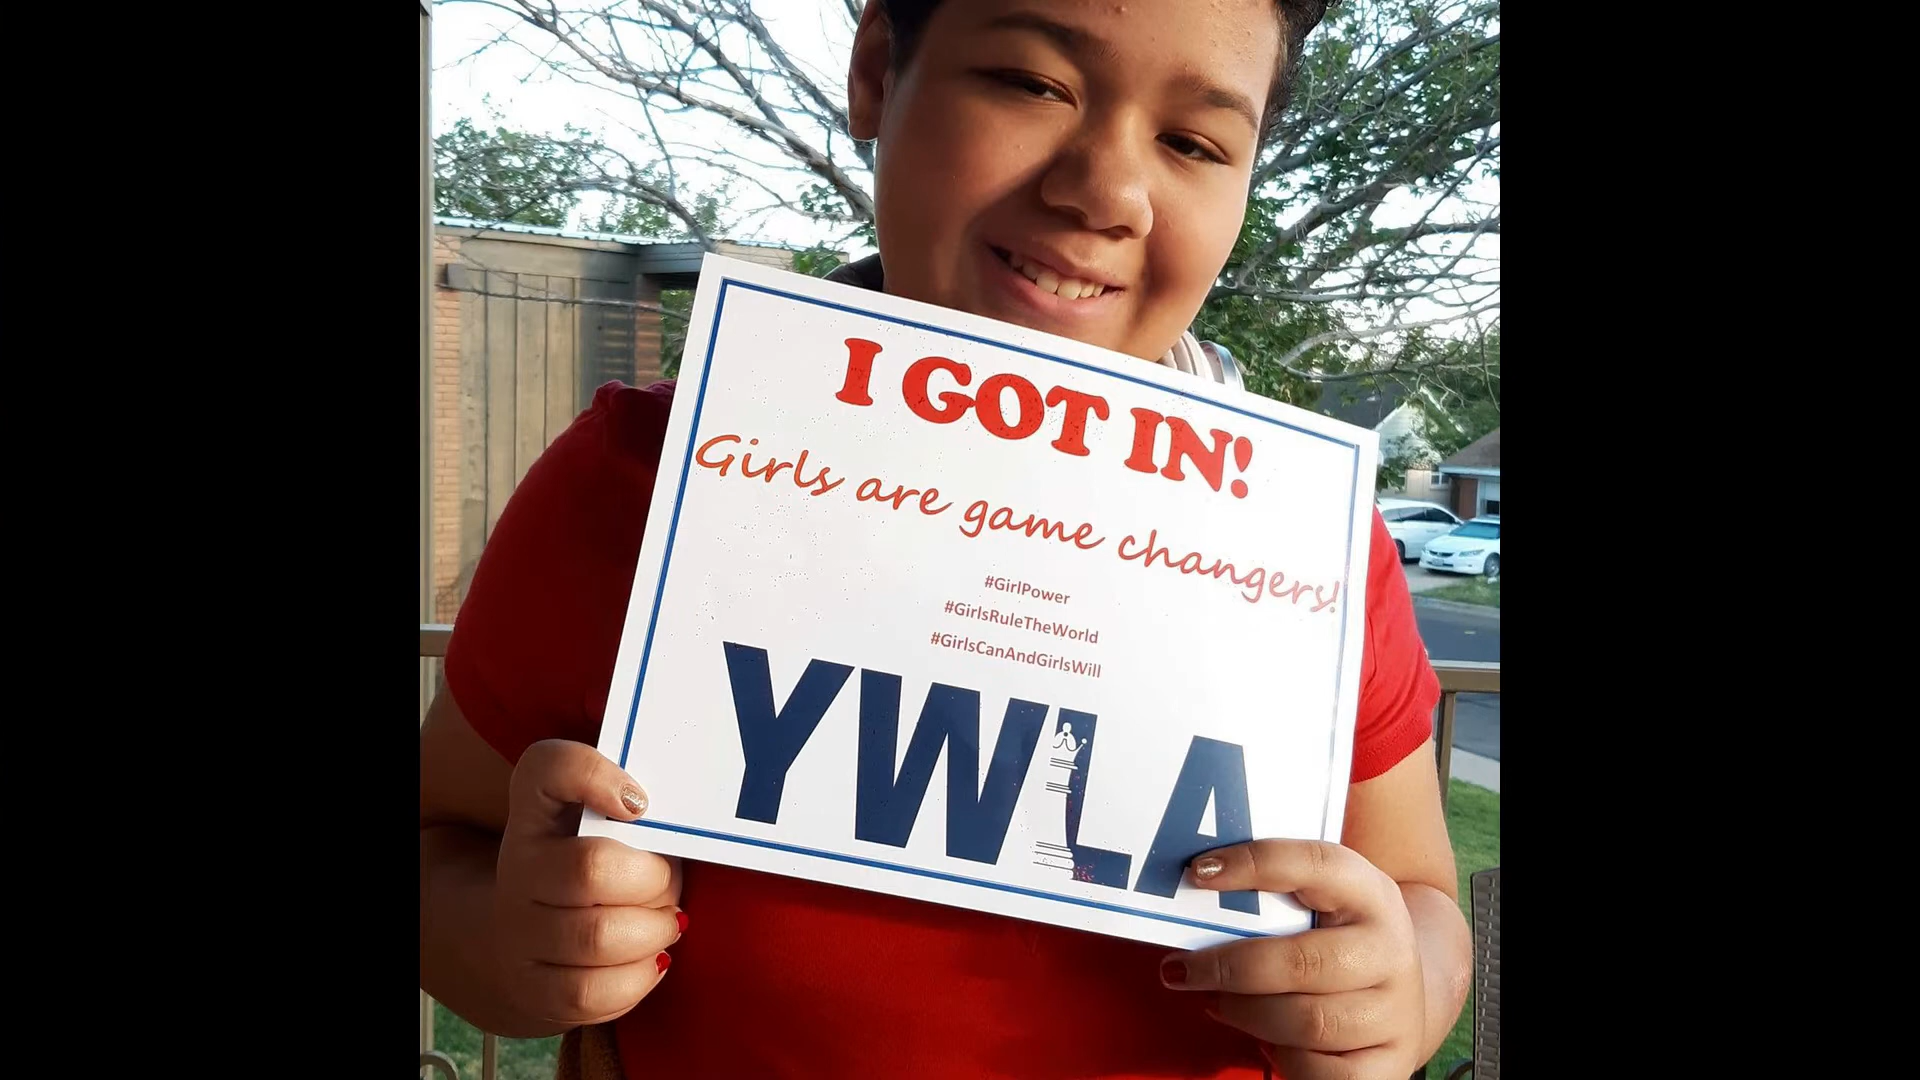 I GOT IN!
Girls are game changers!
#GirlPower
#GirlsRuleTheWorld
#GirlsCanAndGirlsWill
YWLA